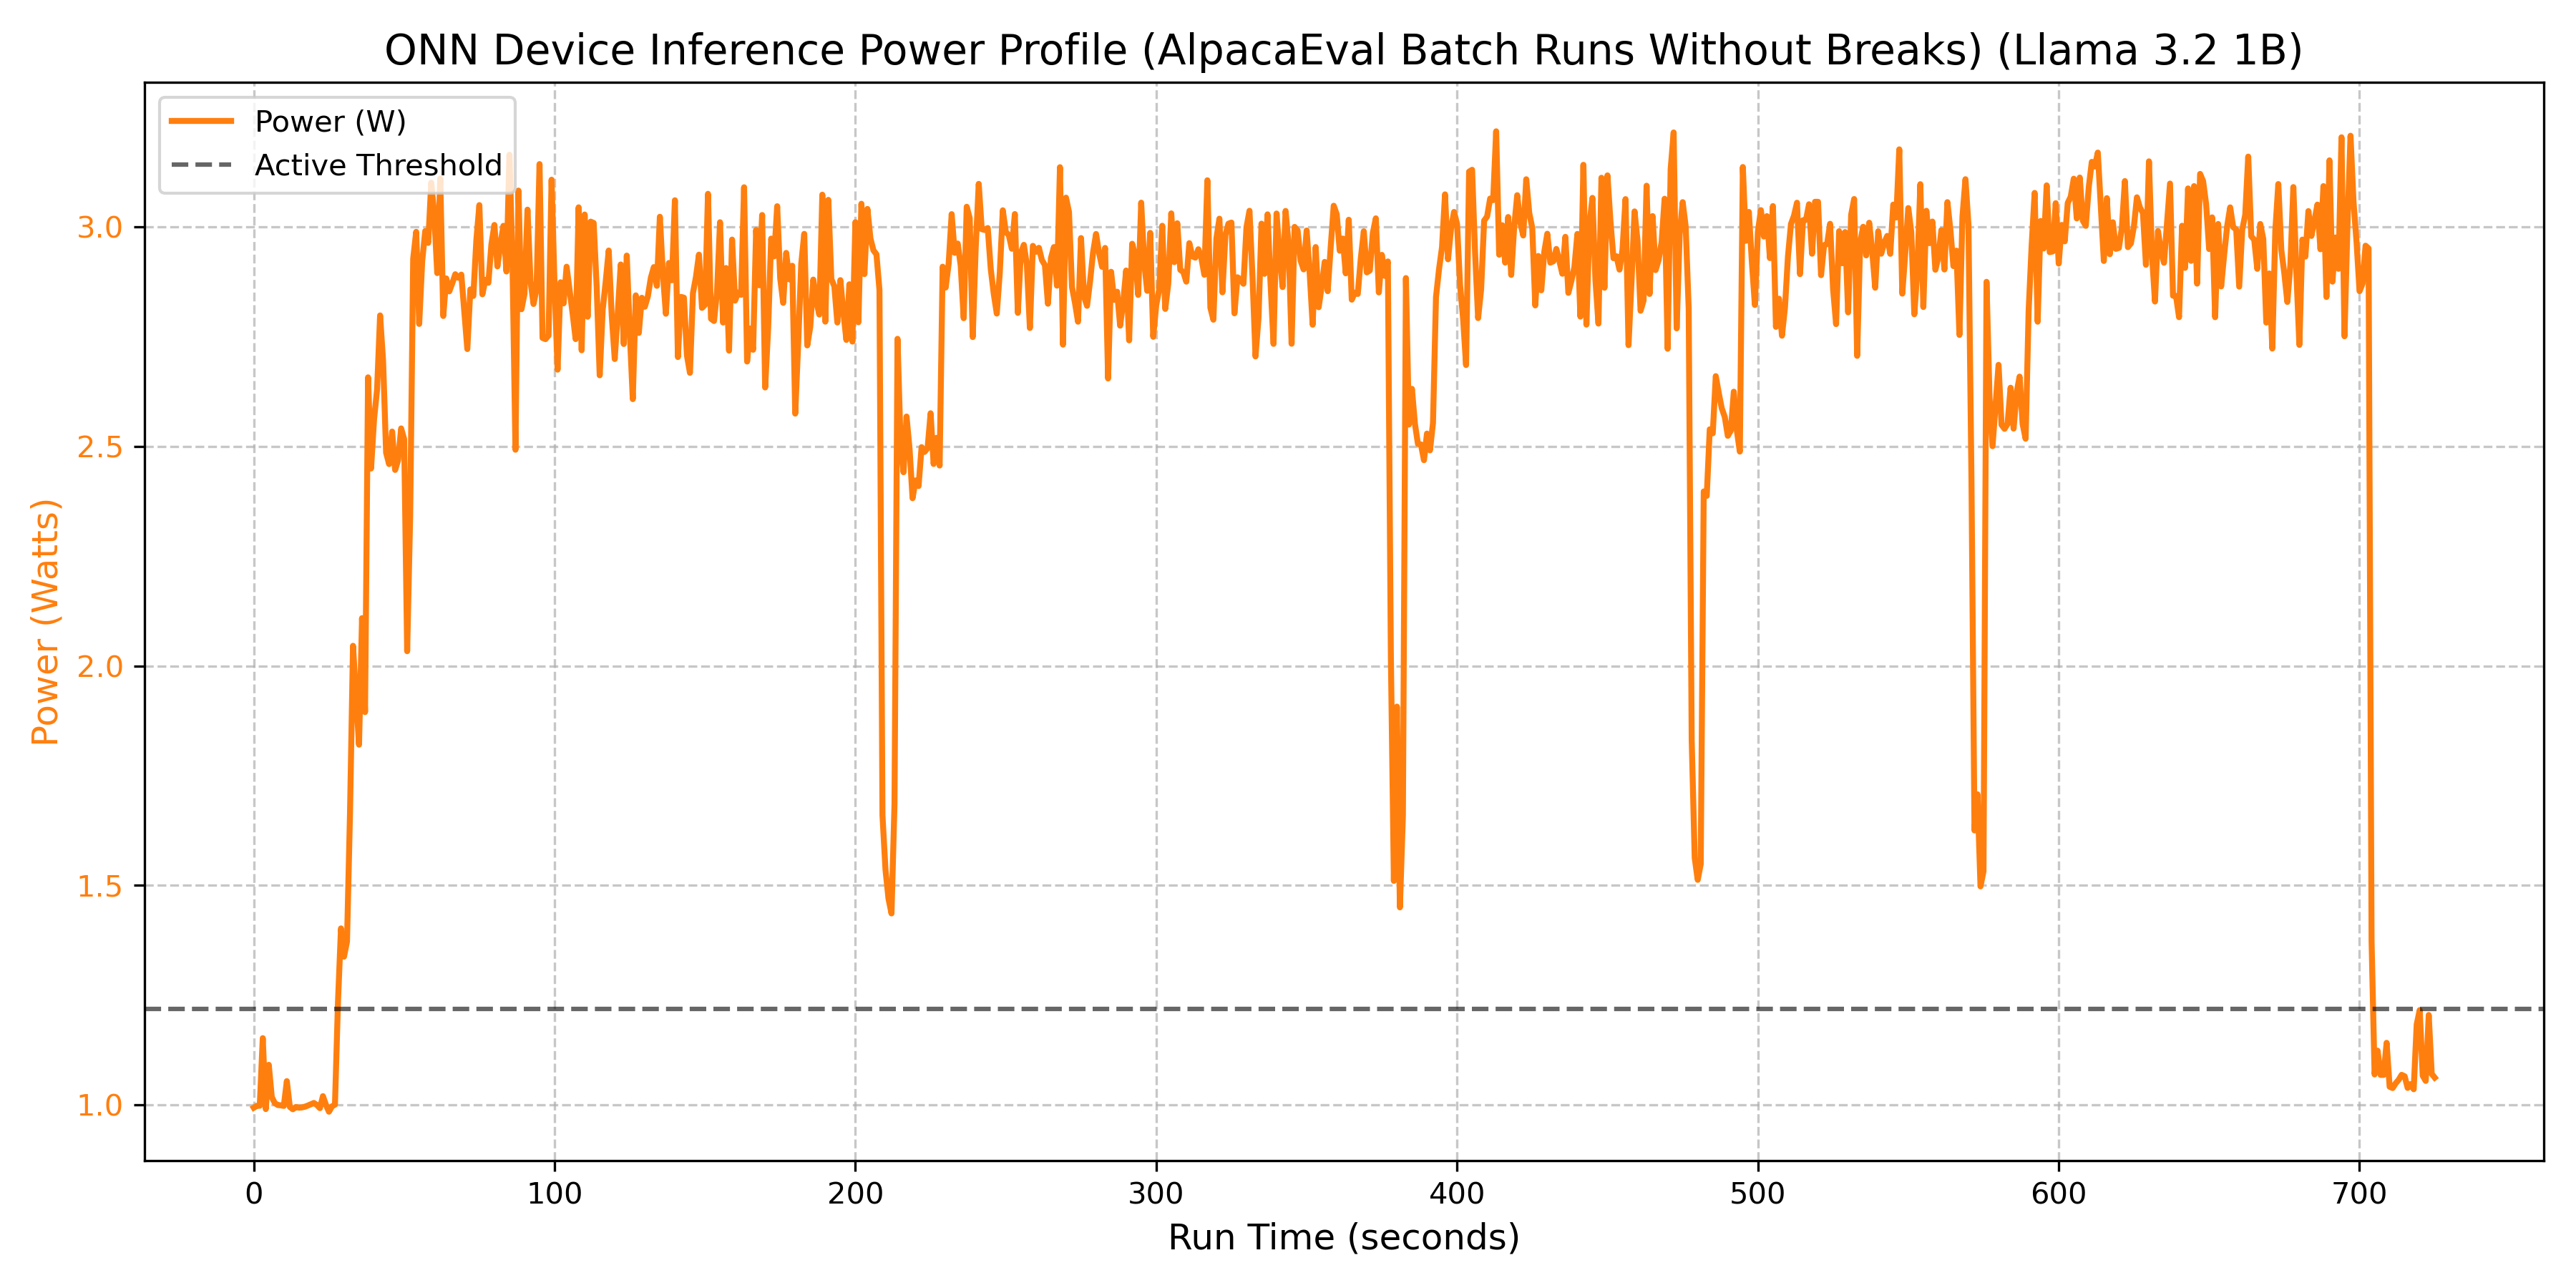 ONN Device Inference Power Profile (AlpacaEval Batch Runs Without Breaks) (Llama 3.2 1B)
Power (W)
Active Threshold
Power (Watts)
3.0
2.5
2.0
1.5
1.0
0 100 200 300 400 500 600 700
Run Time (seconds)